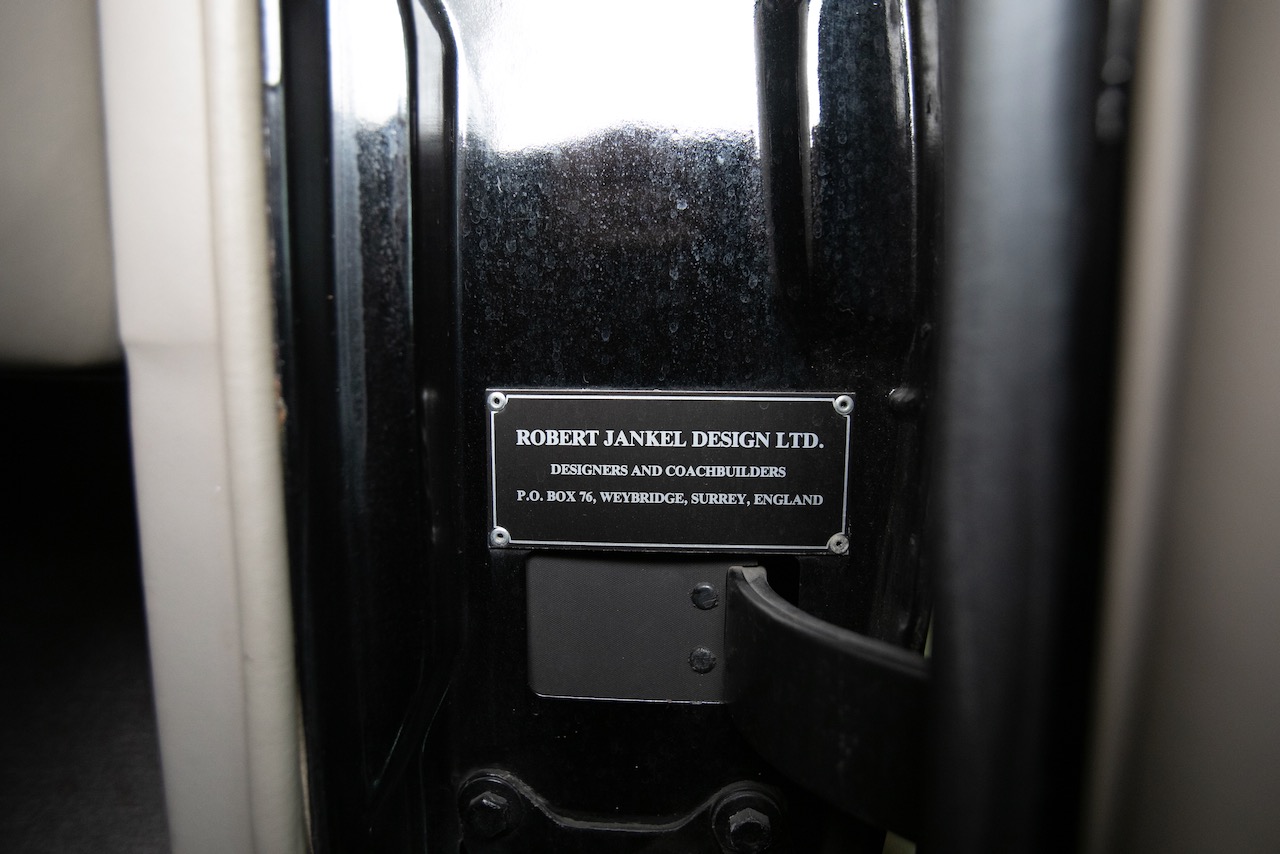 ROBERT JANKEL DESIGN LTD.
DESIGNERS AND COACHBUILDERS
P.O. BOX 76, WEYBRIDGE, SURREY, ENGLAND